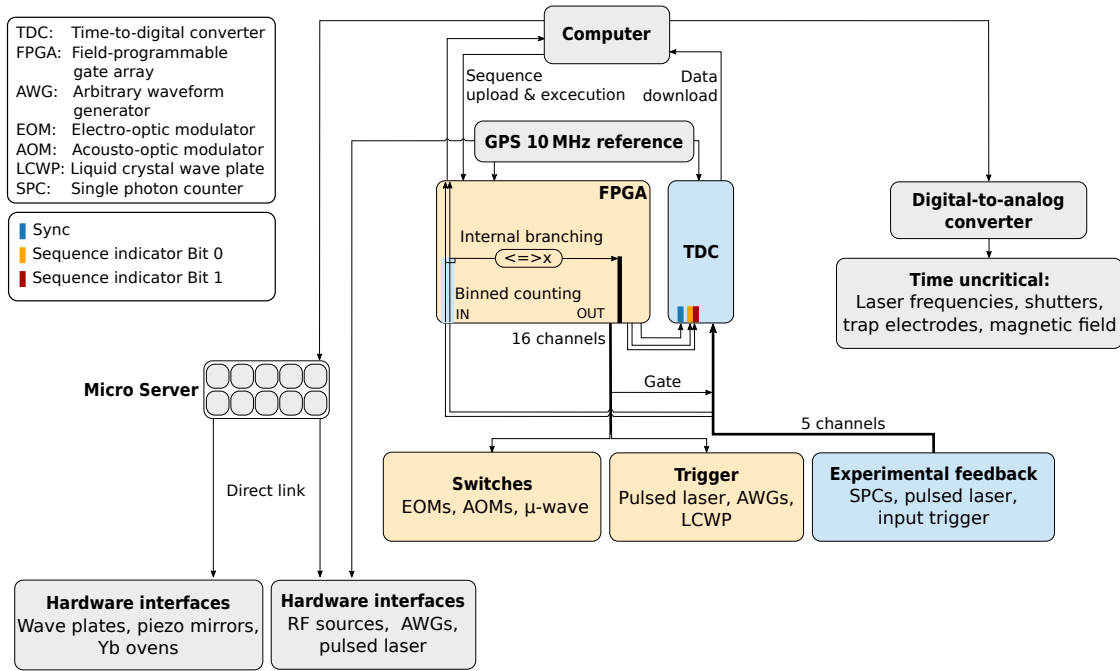 TDC: Time-to-digital converter
FPGA: Field-programmable
gate array
AWG: Arbitrary waveform
generator
EOM: Electro-optic modulator
AOM: Acousto-optic modulator
LCWP: Liquid crystal wave plate
SPC: Single photon counter
Sync
Sequence indicator Bit 0
Sequence indicator Bit 1
Computer
Sequence
upload & excecution
Data
download
GPS 10 MHz reference
FPGA
Internal branching
<=>x
Binned counting
IN
OUT
TDC
Digital-to-analog
converter
Time uncritical:
Laser frequencies, shutters,
trap electrodes, magnetic field
16 channels
Gate
5 channels
Micro Server
Direct link
Switches
EOMs, AOMs, μ-wave
Trigger
Pulsed laser, AWGs,
LCWP
Experimental feedback
SPCs, pulsed laser,
input trigger
Hardware interfaces
Wave plates, piezo mirrors,
Yb ovens
Hardware interfaces
RF sources, AWGs,
pulsed laser